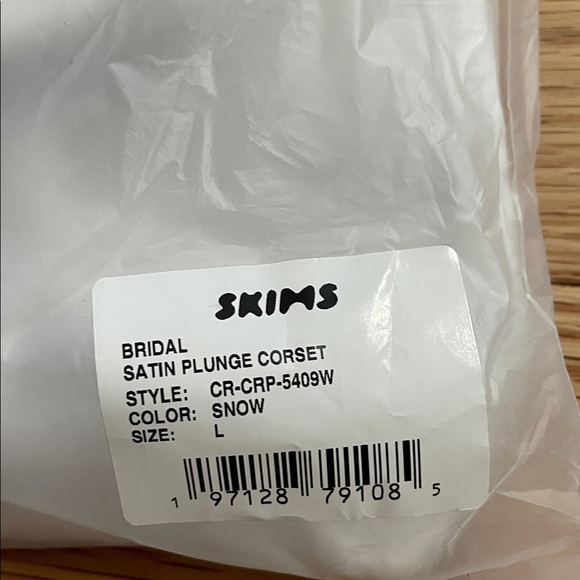 SKIMS
BRIDAL
SATIN PLUNGE CORSET
STYLE: CR-CRP-5409W
COLOR: SNOW
SIZE: L
1 97128 79108 5